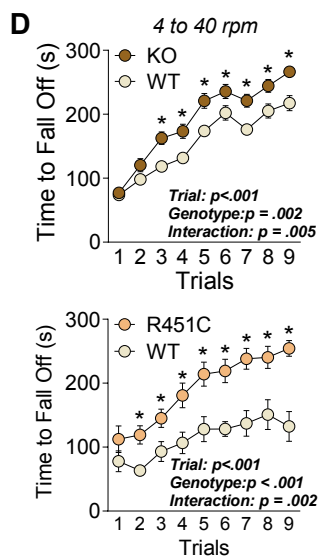 D
4 to 40 rpm
300
KO
WT
* * * * * * *
200
100
0
Time to Fall Off (s)
Trial: p<.001
Genotype:p = .002
Interaction: p = .005
1 2 3 4 5 6 7 8 9
Trials
300
R451C
WT
* * * * * * * *
200
100
0
Time to Fall Off (s)
Trial: p<.001
Genotype:p < .001
Interaction: p = .002
1 2 3 4 5 6 7 8 9
Trials